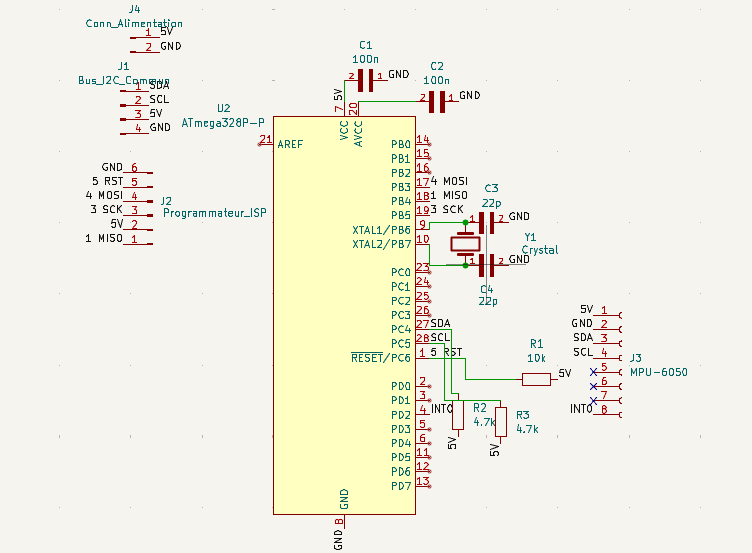 J4
Conn_Alimentation
1 5V
2 GND
J1
Bus_I2C_Commun
1 SDA
2 SCL
3 5V
4 GND
GND 6
5 RST 5
4 MOSI 4
3 SCK 3
5V 2
1 MISO 1
J2
Programmateur_ISP
U2
ATmega328P-P
C1
100n
2 1 GND
C2
100n
2 1 GND
5V
7 20
VCC AVCC
21 AREF
PB0 14
PB1 15
PB2 16
PB3 17 4 MOSI
PB4 18 1 MISO
PB5 19 3 SCK
XTAL1/PB6 9
XTAL2/PB7 10
C3
22p
1 2 GND
Y1
Crystal
1 2 GND
C4
22p
PC0 23
PC1 24
PC2 25
PC3 26
PC4 27 SDA
PC5 28 SCL
RESET/PC6 1 5 RST
R1
10k
5V
PD0 2
PD1 3
PD2 4 INT0
PD3 5
PD4 6
PD5 11
PD6 12
PD7 13
R2
4.7k
5V
R3
4.7k
5V
5V 1
GND 2
SDA 3
SCL 4
5
6
7
INT0 8
J3
MPU-6050
GND
8
GND